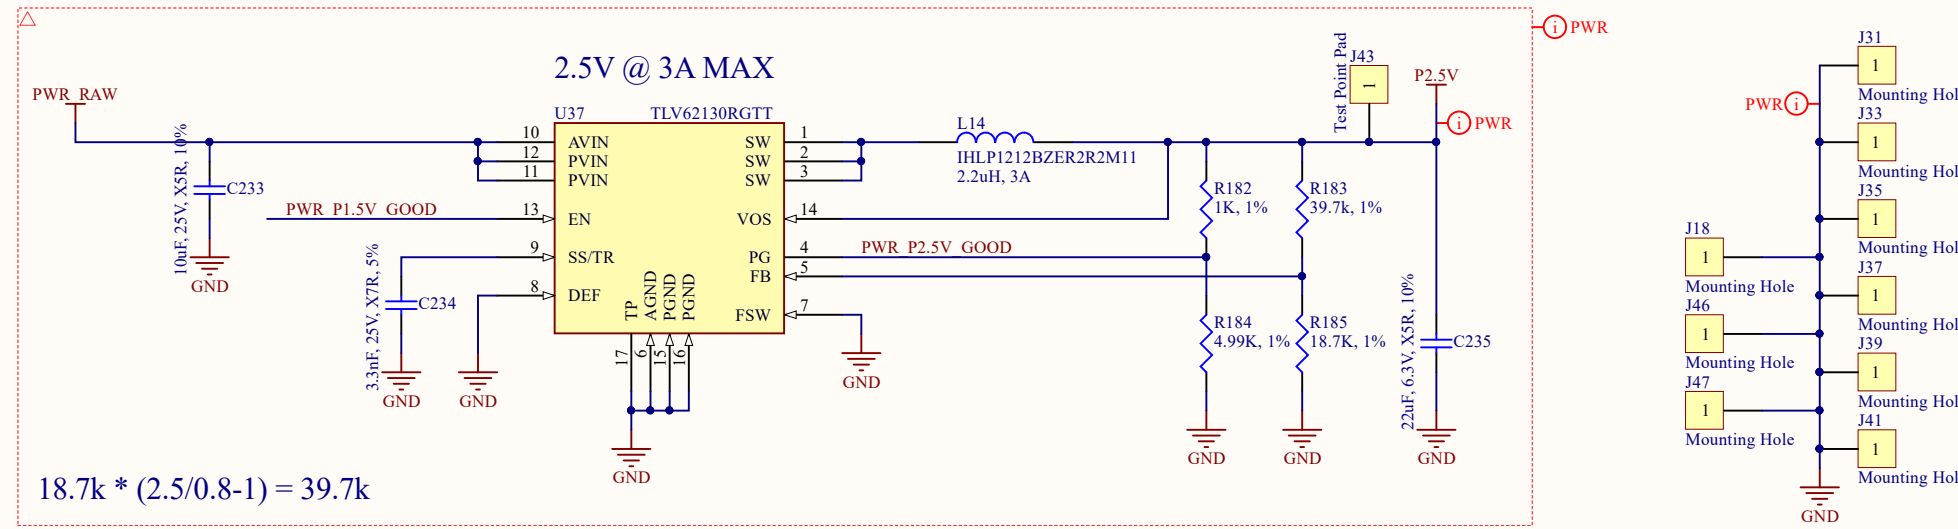 2.5V @ 3A MAX
PWR_RAW
10uF, 25V, X5R, 10%
C233
GND
PWR_P1.5V_GOOD
3.3nF, 25V, X7R, 5%
C234
GND
GND
U37
TLV62130RGTT
10
AVIN
12
PVIN
11
PVIN
13
EN
9
SS/TR
8
DEF
1
SW
2
SW
3
SW
14
VOS
4
PG
5
FB
7
FSW
TP
AGND
PGND
PGND
17
6
15
16
GND
GND
L14
IHLP1212BZER2R2M11
2.2uH, 3A
PWR_P2.5V_GOOD
R182
1K, 1%
R183
39.7k, 1%
R184
4.99K, 1%
R185
18.7K, 1%
GND
GND
Test Point Pad
J43
1
P2.5V
i PWR
i PWR
22uF, 6.3V, X5R, 10%
C235
GND
18.7k * (2.5/0.8-1) = 39.7k
PWR i
J18
1
Mounting Hole
J46
1
Mounting Hole
J47
1
Mounting Hole
J31
1
Mounting Hol
J33
1
Mounting Hol
J35
1
Mounting Hol
J37
1
Mounting Hol
J39
1
Mounting Hol
J41
1
Mounting Hol
GND